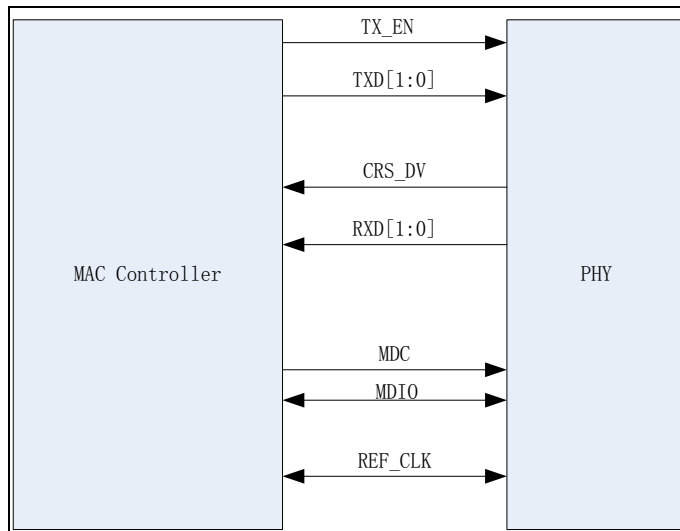 TX_EN
TXD[1:0]
CRS_DV
RXD[1:0]
MAC Controller
PHY
MDC
MDIO
REF_CLK